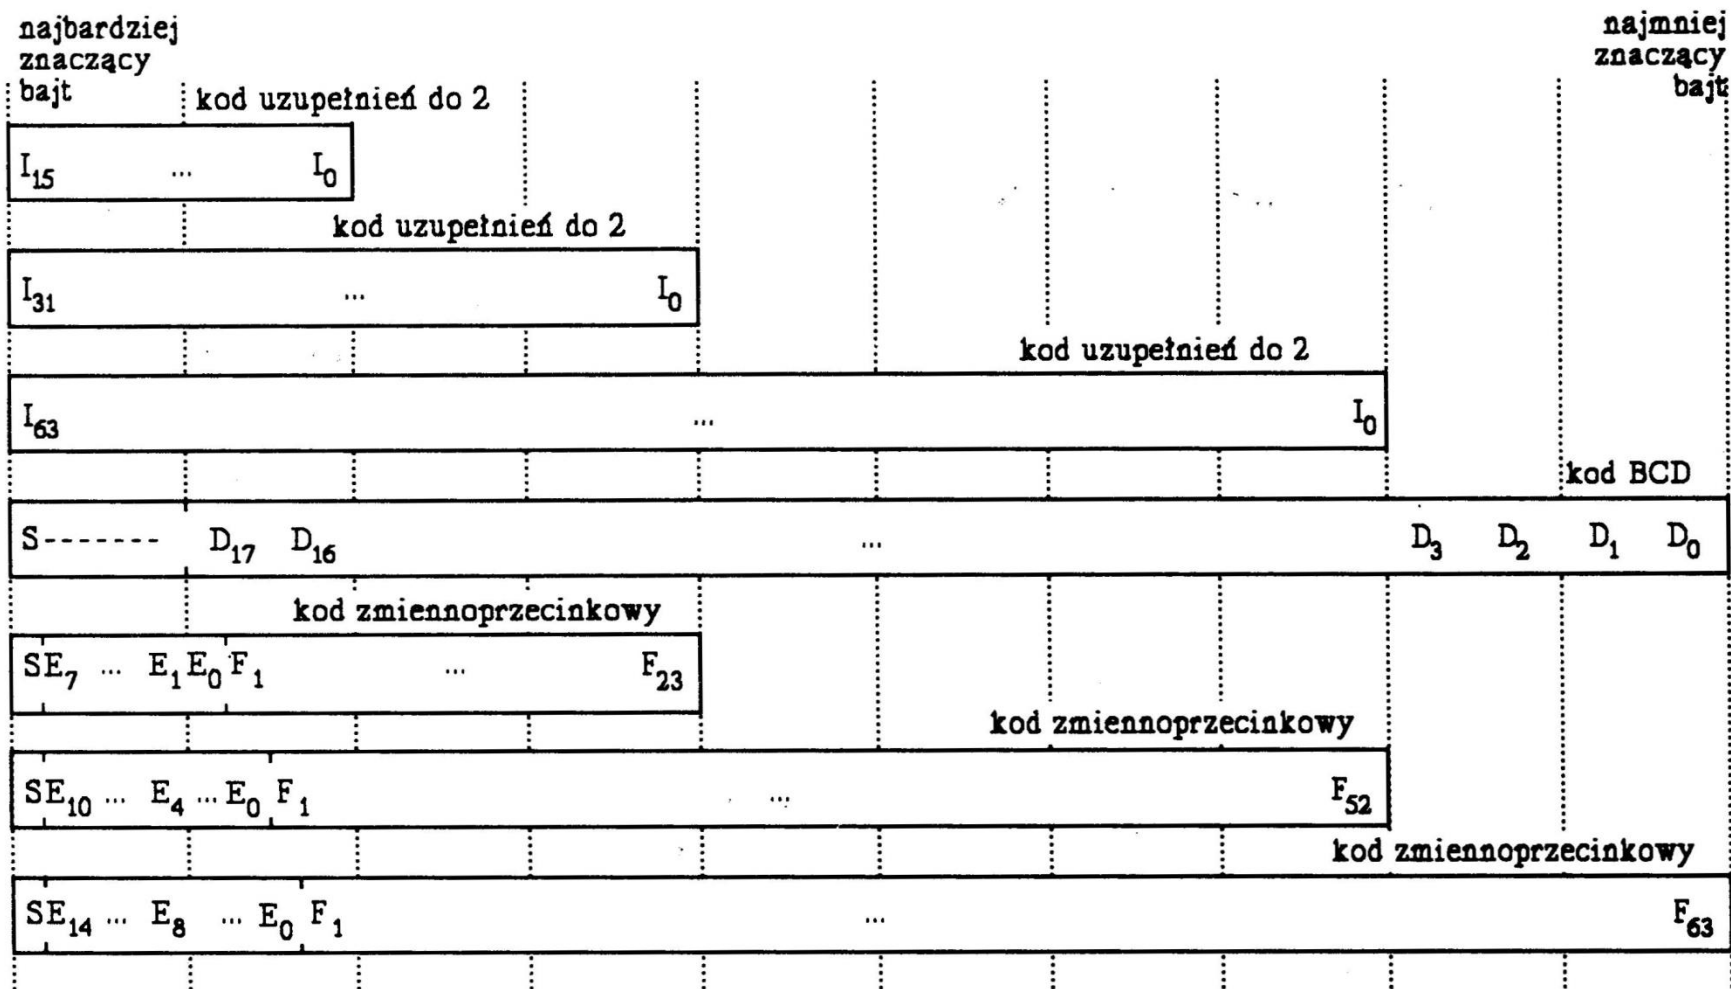 najbardziej
znaczący
bajt
najmniej
znaczący
bajt
kod uzupełnień do 2
I15 ... I0
kod uzupełnień do 2
I31 ... I0
kod uzupełnień do 2
I63 ... I0
kod BCD
S------- D17 D16 ... D3 D2 D1 D0
kod zmiennoprzecinkowy
SE7 ... E1 E0 F1 ... F23
kod zmiennoprzecinkowy
SE10 ... E4 ... E0 F1 ... F52
kod zmiennoprzecinkowy
SE14 ... E8 ... E0 F1 ... F63